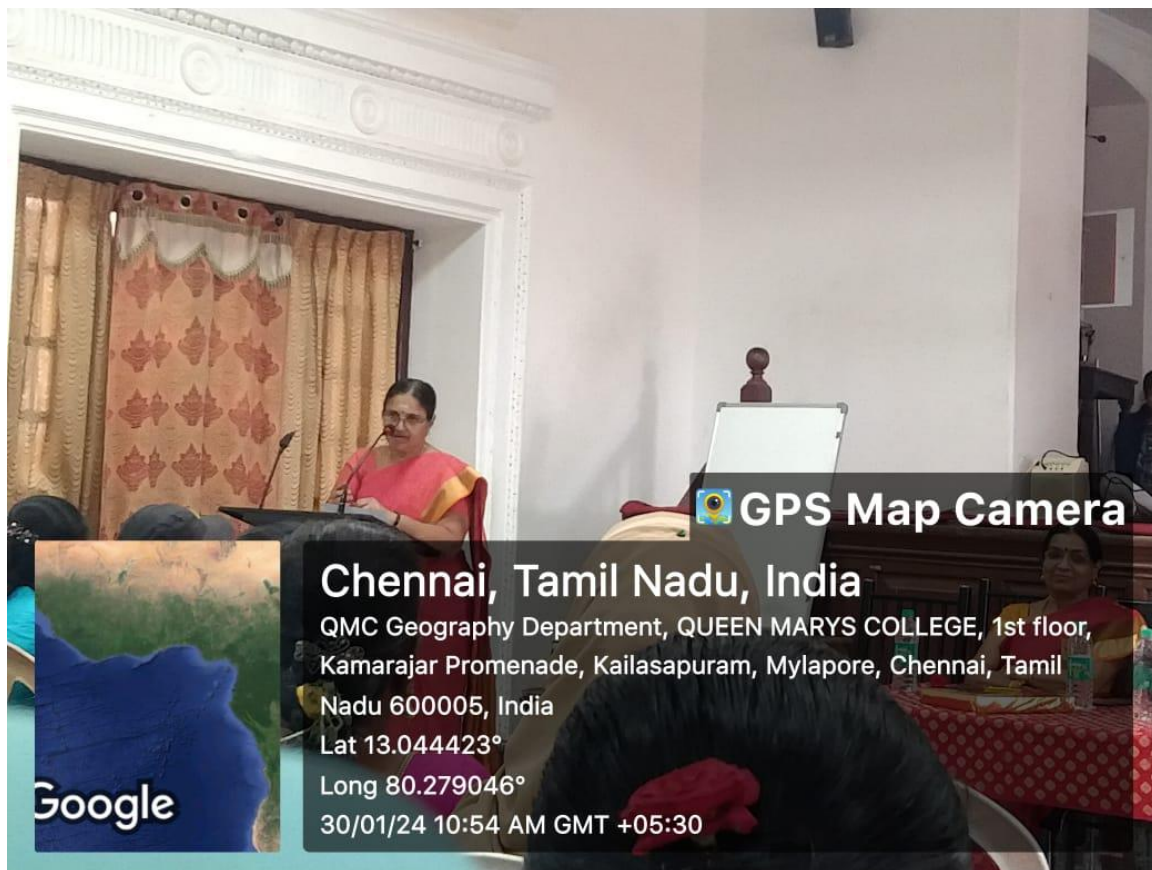 GPS Map Camera
Chennai, Tamil Nadu, India
QMC Geography Department, QUEEN MARYS COLLEGE, 1st floor,
Kamarajar Promenade, Kailasapuram, Mylapore, Chennai, Tamil
Nadu 600005, India
Lat 13.044423°
Long 80.279046°
30/01/24 10:54 AM GMT +05:30
Google